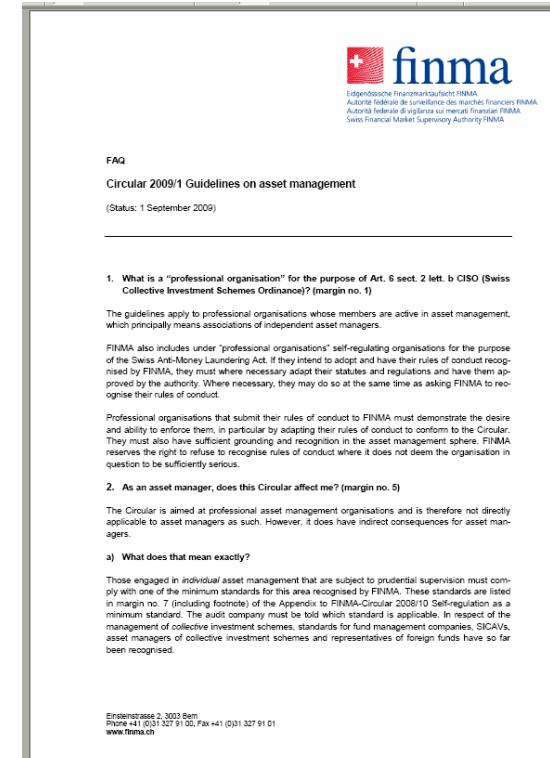 finma
Eidgenössische Finanzmarktaufsicht FINMA
Autorité fédérale de surveillance des marchés financiers FINMA
Autorità federale di vigilanza sui mercati finanziari FINMA
Swiss Financial Market Supervisory Authority FINMA
FAQ
Circular 2009/1 Guidelines on asset management
(Status: 1 September 2009)
1. What is a “professional organisation” for the purpose of Art. 6 sect. 2 lett. b CISO (Swiss
Collective Investment Schemes Ordinance)? (margin no. 1)
The guidelines apply to professional organisations whose members are active in asset management,
which principally means associations of independent asset managers.
FINMA also includes under “professional organisations” self-regulating organisations for the purpose
of the Swiss Anti-Money Laundering Act. If they intend to adopt and have their rules of conduct recog-
nised by FINMA, they must where necessary adapt their statutes and regulations and have them ap-
proved by the authority. Where necessary, they may do so at the same time as asking FINMA to rec-
ognise their rules of conduct.
Professional organisations that submit their rules of conduct to FINMA must demonstrate the desire
and ability to enforce them, in particular by adapting their rules of conduct to conform to the Circular.
They must also have sufficient grounding and recognition in the asset management sphere. FINMA
reserves the right to refuse to recognise rules of conduct where it does not deem the organisation in
question to be sufficiently serious.
2. As an asset manager, does this Circular affect me? (margin no. 5)
The Circular is aimed at professional asset management organisations and is therefore not directly
applicable to asset managers as such. However, it does have indirect consequences for asset man-
agers.
a) What does that mean exactly?
Those engaged in individual asset management that are subject to prudential supervision must com-
ply with one of the minimum standards for this area recognised by FINMA. These standards are listed
in margin no. 7 (including footnote) of the Appendix to FINMA-Circular 2008/10 Self-regulation as a
minimum standard. The audit company must be told which standard is applicable. In respect of the
management of collective investment schemes, standards for fund management companies, SICAVs,
asset managers of collective investment schemes and representatives of foreign funds have so far
been recognised.
Einsteinstrasse 2, 3003 Bern
Phone +41 (0)31 327 91 00, Fax +41 (0)31 327 91 01
www.finma.ch